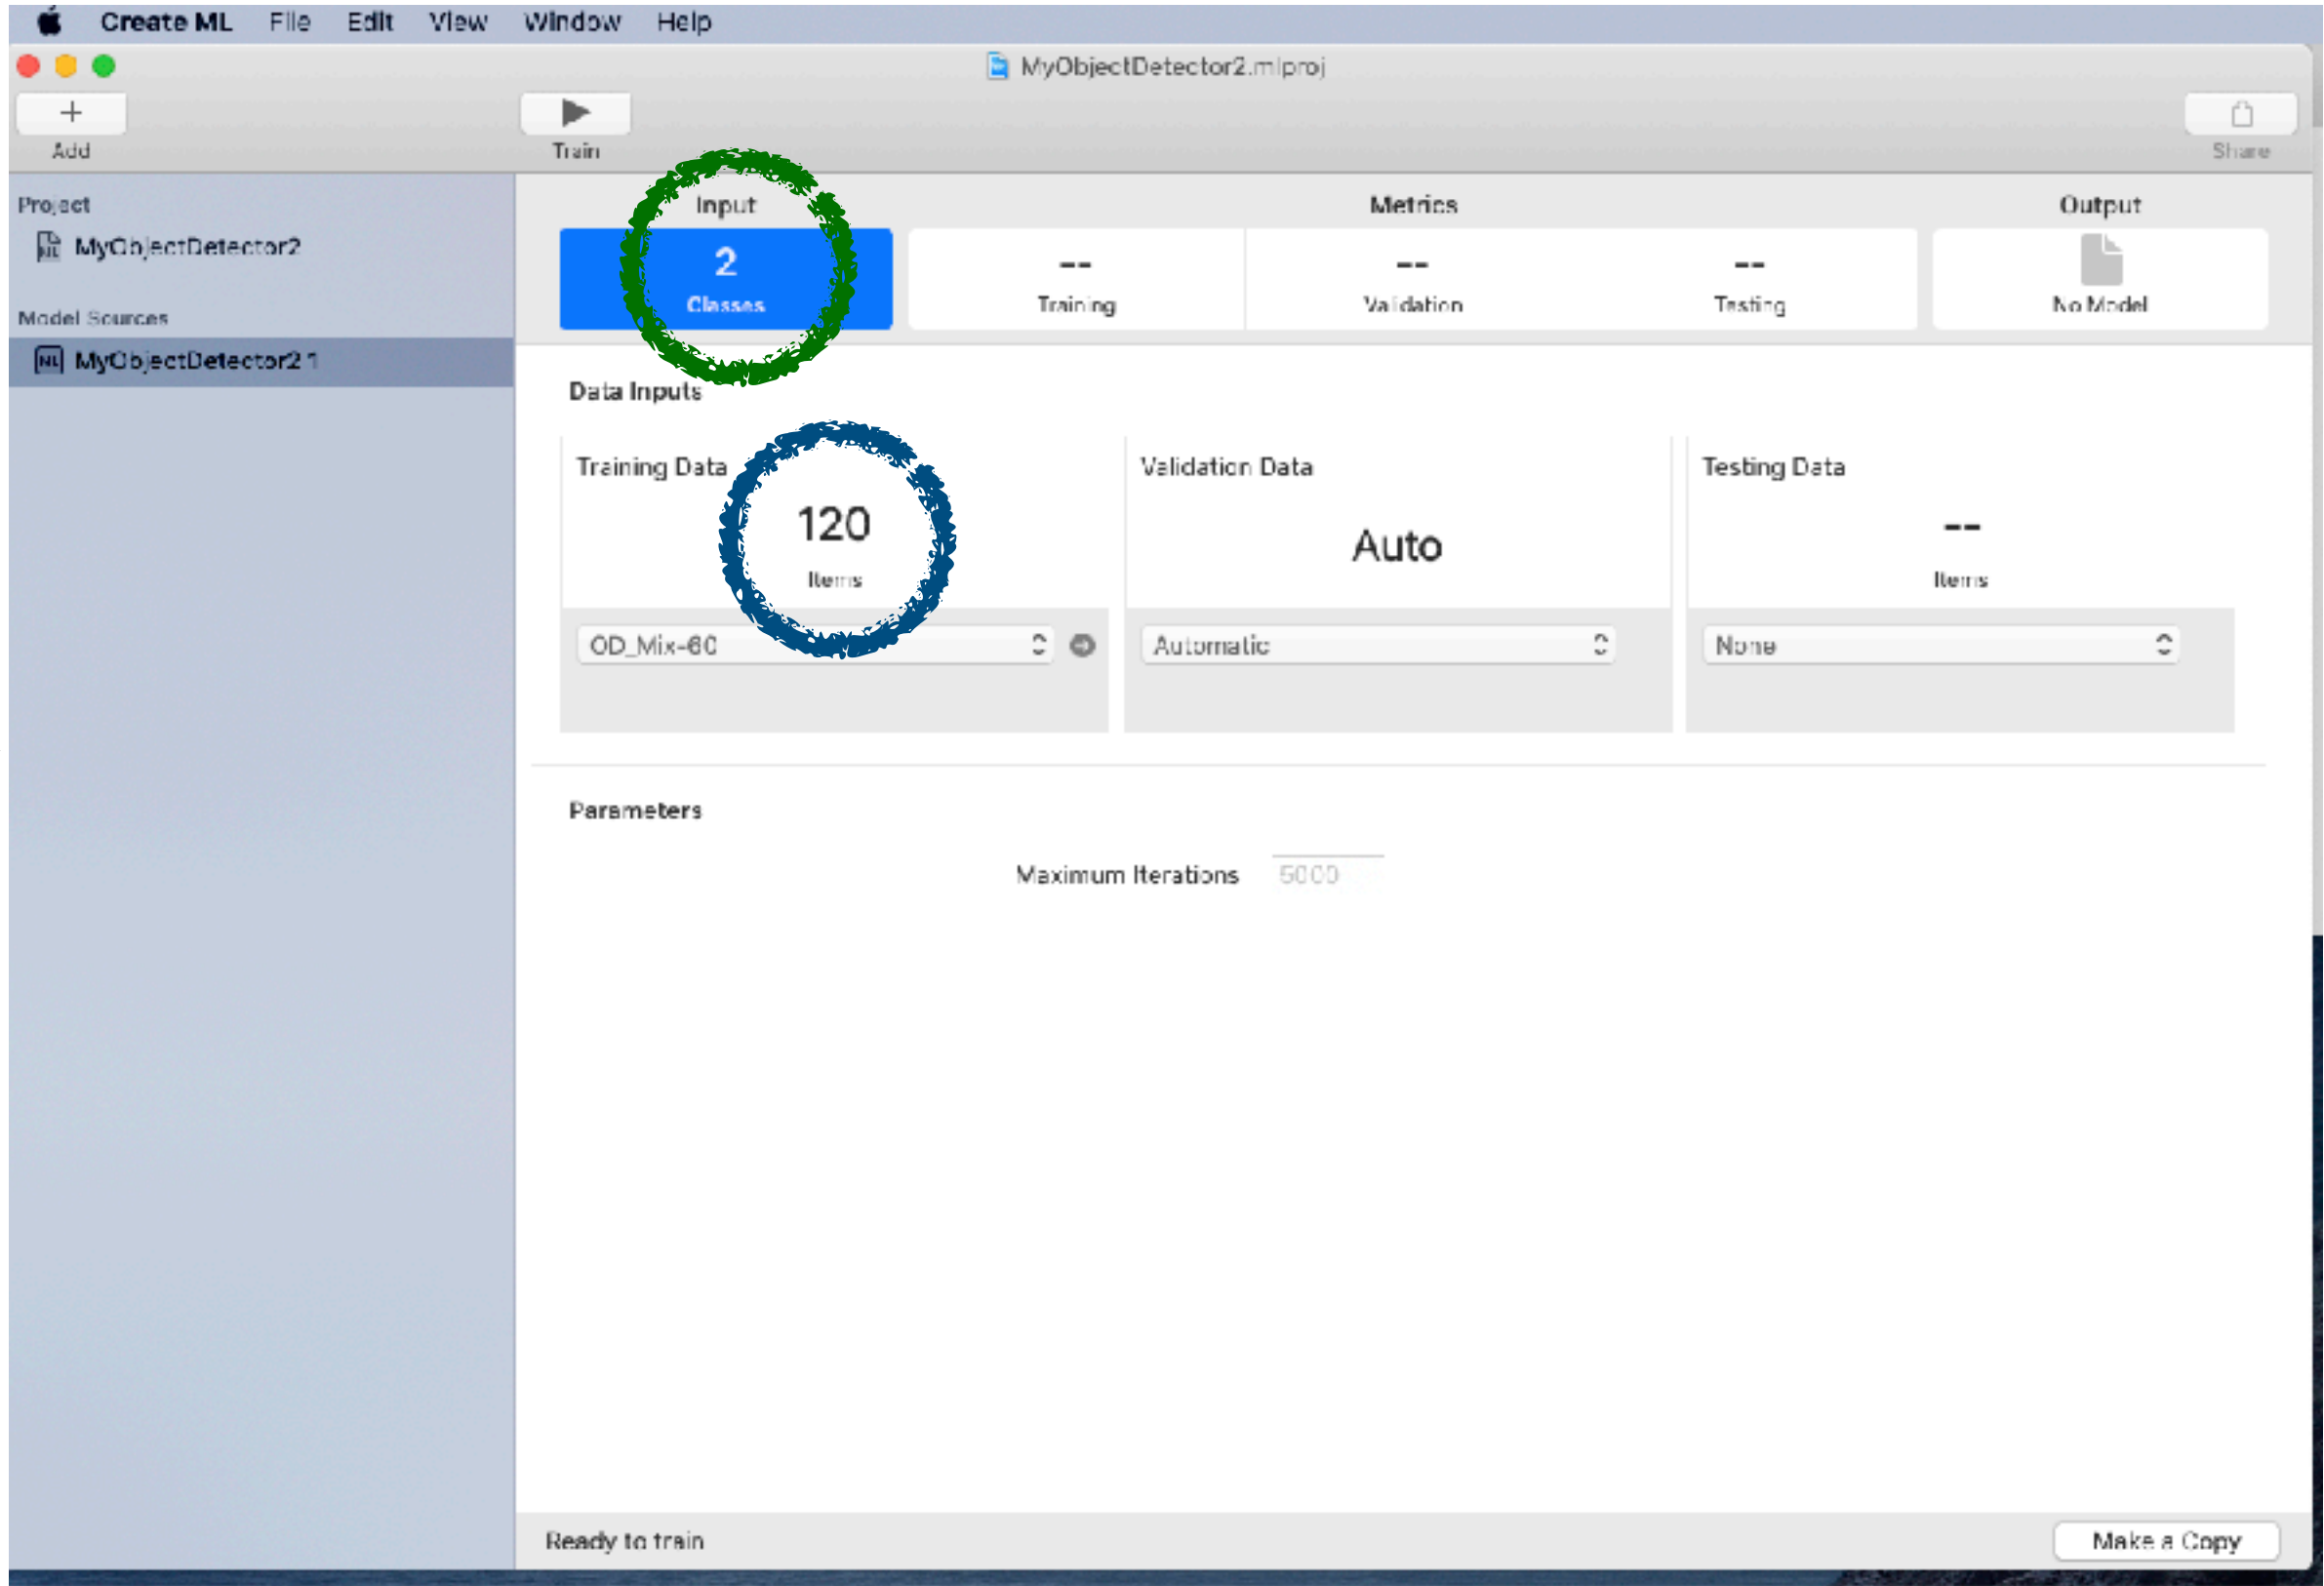 Create ML File Edit View Window Help
MyObjectDetector2.mlproj
Add
Train
Share
Project
MyObjectDetector2
Model Sources
MyObjectDetector2 1
Input
Metrics
Output
2
Classes
--
Training
--
Validation
--
Testing
No Model
Data Inputs
Training Data
120
Items
OD_Mix-60
Validation Data
Auto
Automatic
Testing Data
--
Items
None
Parameters
Maximum Iterations 5000
Ready to train
Make a Copy